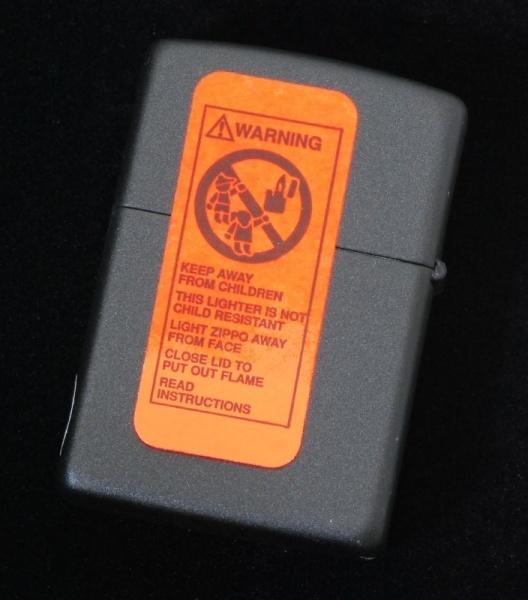 WARNING
KEEP AWAY
FROM CHILDREN
THIS LIGHTER IS NOT
CHILD RESISTANT
LIGHT ZIPPO AWAY
FROM FACE
CLOSE LID TO
PUT OUT FLAME
READ
INSTRUCTIONS